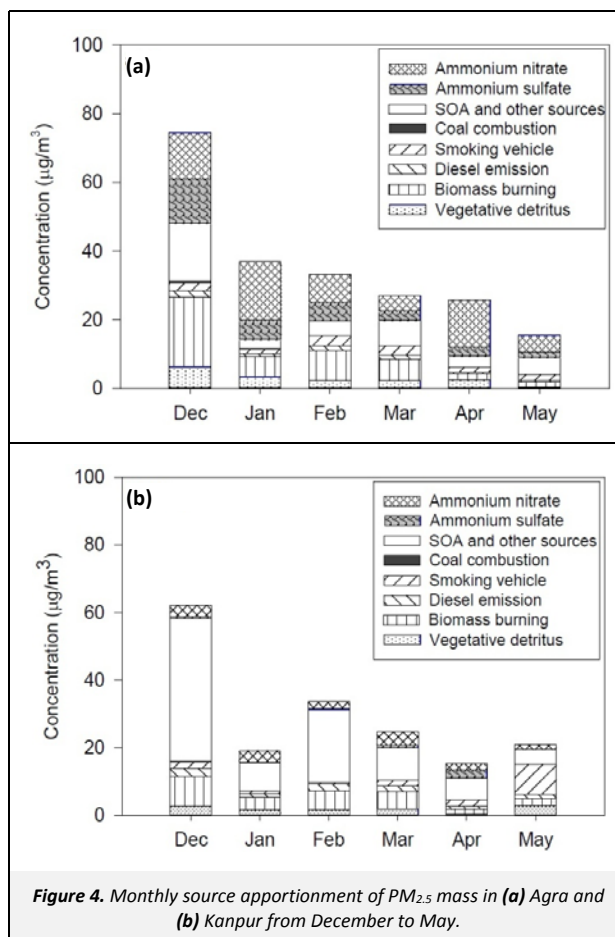 (a)
100
80
60
40
20
0
Concentration (µg/m³)
Ammonium nitrate
Ammonium sulfate
SOA and other sources
Coal combustion
Smoking vehicle
Diesel emission
Biomass burning
Vegetative detritus
Dec Jan Feb Mar Apr May
(b)
100
80
60
40
20
0
Concentration (µg/m³)
Ammonium nitrate
Ammonium sulfate
SOA and other sources
Coal combustion
Smoking vehicle
Diesel emission
Biomass burning
Vegetative detritus
Dec Jan Feb Mar Apr May
Figure 4. Monthly source apportionment of PM₂.₅ mass in (a) Agra and
(b) Kanpur from December to May.